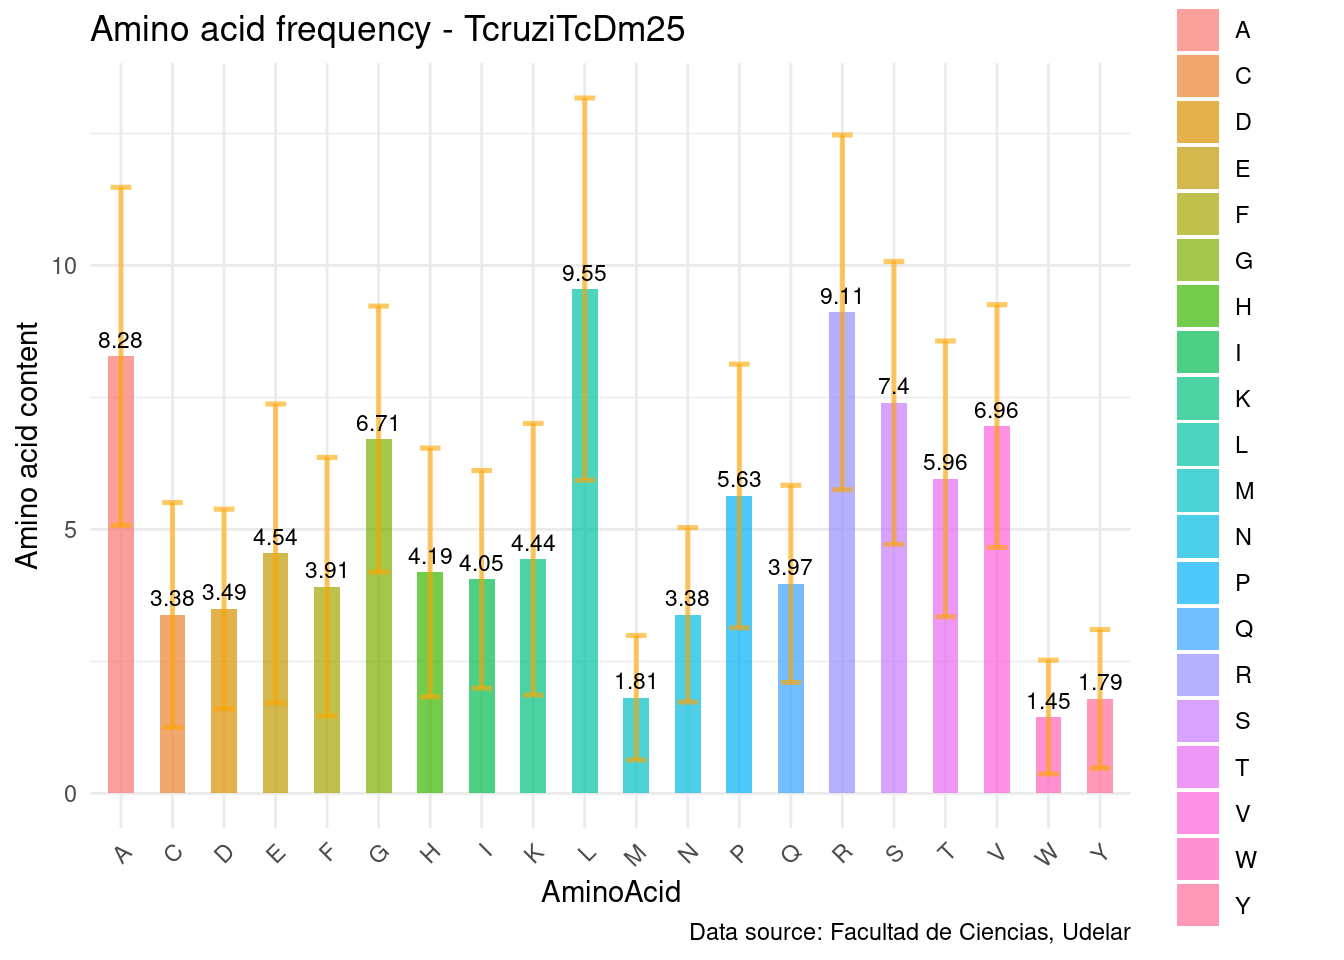 Amino acid frequency - TcruziTcDm25
Amino acid content
10
5
0
8.28
3.38
3.49
4.54
3.91
6.71
4.19
4.05
4.44
9.55
1.81
3.38
5.63
3.97
9.11
7.4
5.96
6.96
1.45
1.79
A C D E F G H I K L M N P Q R S T V W Y
AminoAcid
Data source: Facultad de Ciencias, Udelar
A
C
D
E
F
G
H
I
K
L
M
N
P
Q
R
S
T
V
W
Y